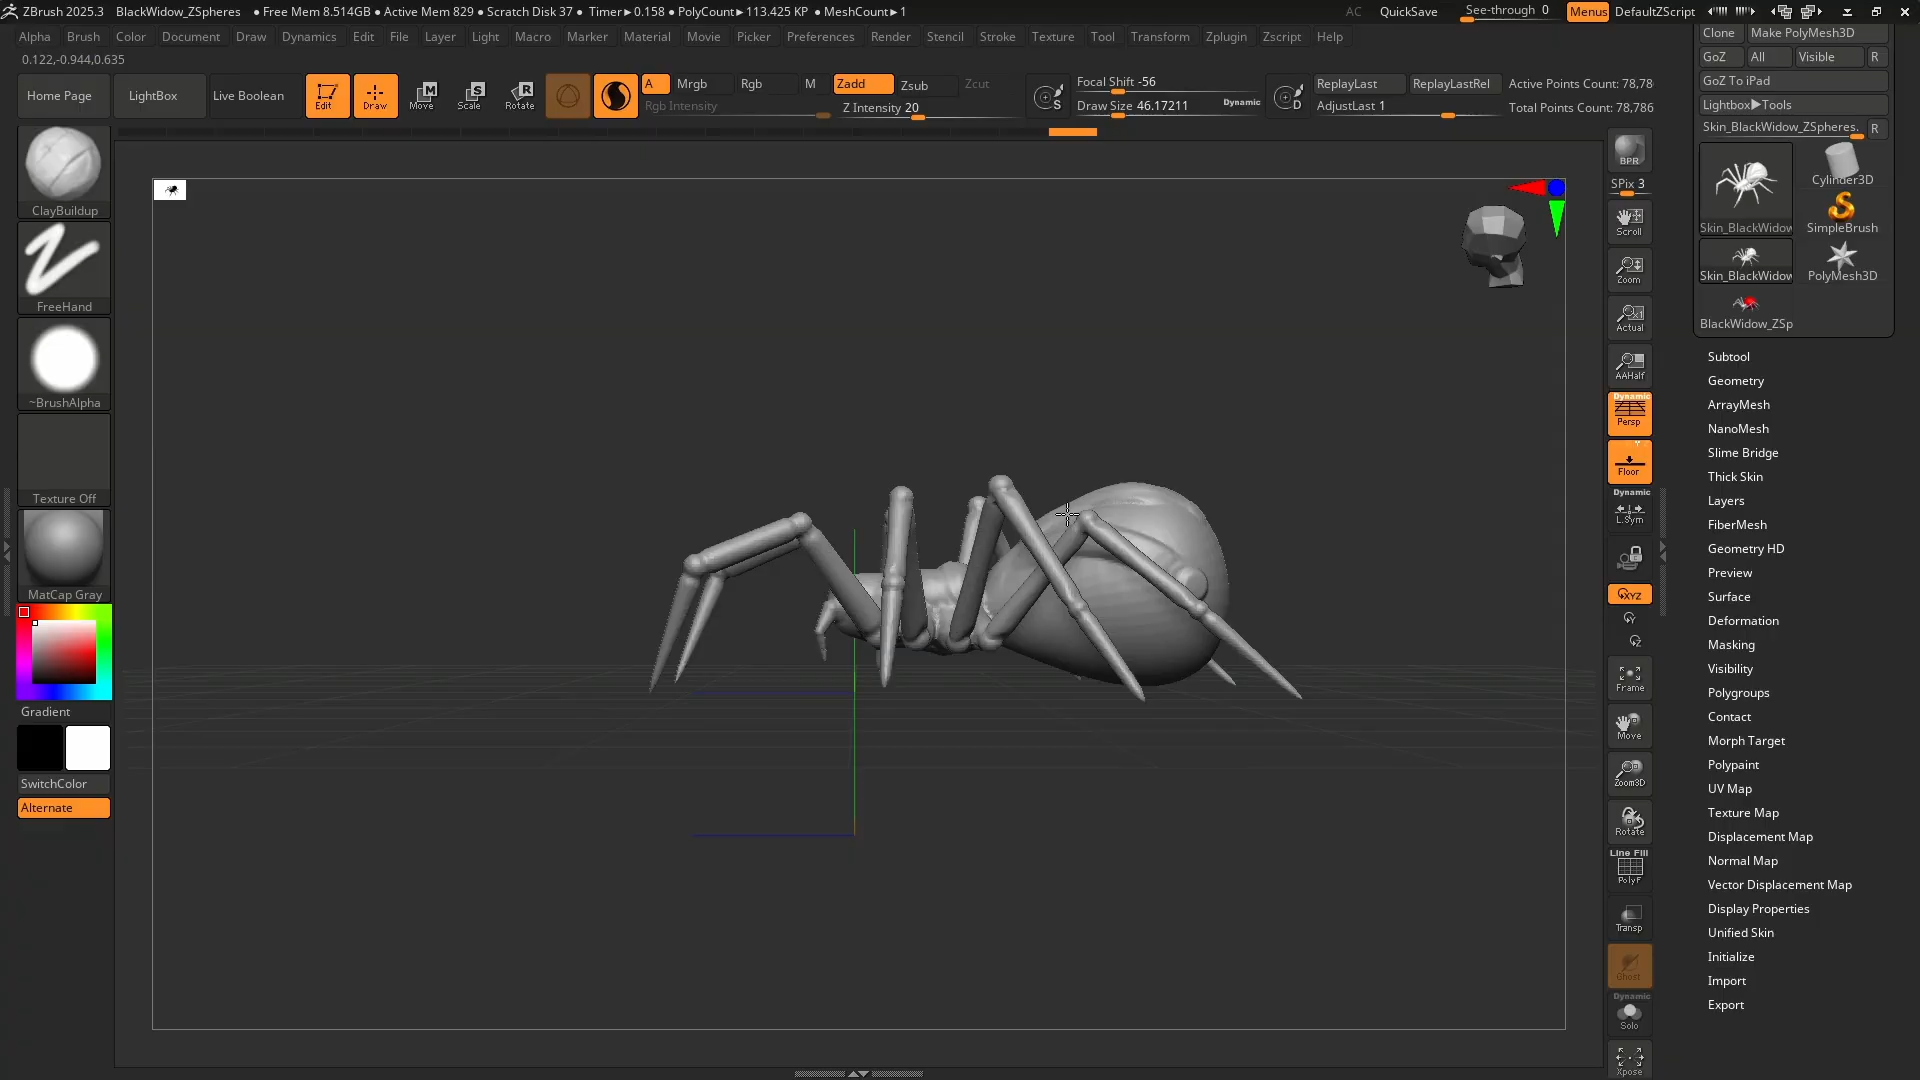 ZBrush 2025.3 BlackWidow_ZSpheres ● Free Mem 8.514GB ● Active Mem 829 ● Scratch Disk 37 ● Timer►0.158 ● PolyCount►113.425 KP ● MeshCount►1 AC QuickSave See-through 0 Menus DefaultZScript
Alpha Brush Color Document Draw Dynamics Edit File Layer Light Macro Marker Material Movie Picker Preferences Render Stencil Stroke Texture Tool Transform Zplugin Zscript Help
0.122,-0.944,0.635
Home Page LightBox Live Boolean Edit Draw Move Scale Rotate
A Mrgb Rgb M Zadd Zsub Zcut
Rgb Intensity Z Intensity 20
S Focal Shift -56
Draw Size 46.17211 Dynamic
D ReplayLast ReplayLastRel Active Points Count: 78,78
AdjustLast 1 Total Points Count: 78,786
ClayBuildup
FreeHand
~BrushAlpha
Texture Off
MatCap Gray
Gradient
SwitchColor
Alternate
BPR
SPix 3
Scroll
Zoom
Actual
AAHalf
Dynamic
Persp
Floor
Dynamic
L.Sym
XYZ
Y
Z
Frame
Move
Zoom3D
Rotate
Line Fill
PolyF
Transp
Ghost
Dynamic
Solo
Xpose
Clone Make PolyMesh3D
GoZ All Visible R
GoZ To iPad
Lightbox►Tools
Skin_BlackWidow_ZSpheres. R
Skin_BlackWidow Cylinder3D
SimpleBrush
Skin_BlackWidow PolyMesh3D
BlackWidow_ZSp
Subtool
Geometry
ArrayMesh
NanoMesh
Slime Bridge
Thick Skin
Layers
FiberMesh
Geometry HD
Preview
Surface
Deformation
Masking
Visibility
Polygroups
Contact
Morph Target
Polypaint
UV Map
Texture Map
Displacement Map
Normal Map
Vector Displacement Map
Display Properties
Unified Skin
Initialize
Import
Export